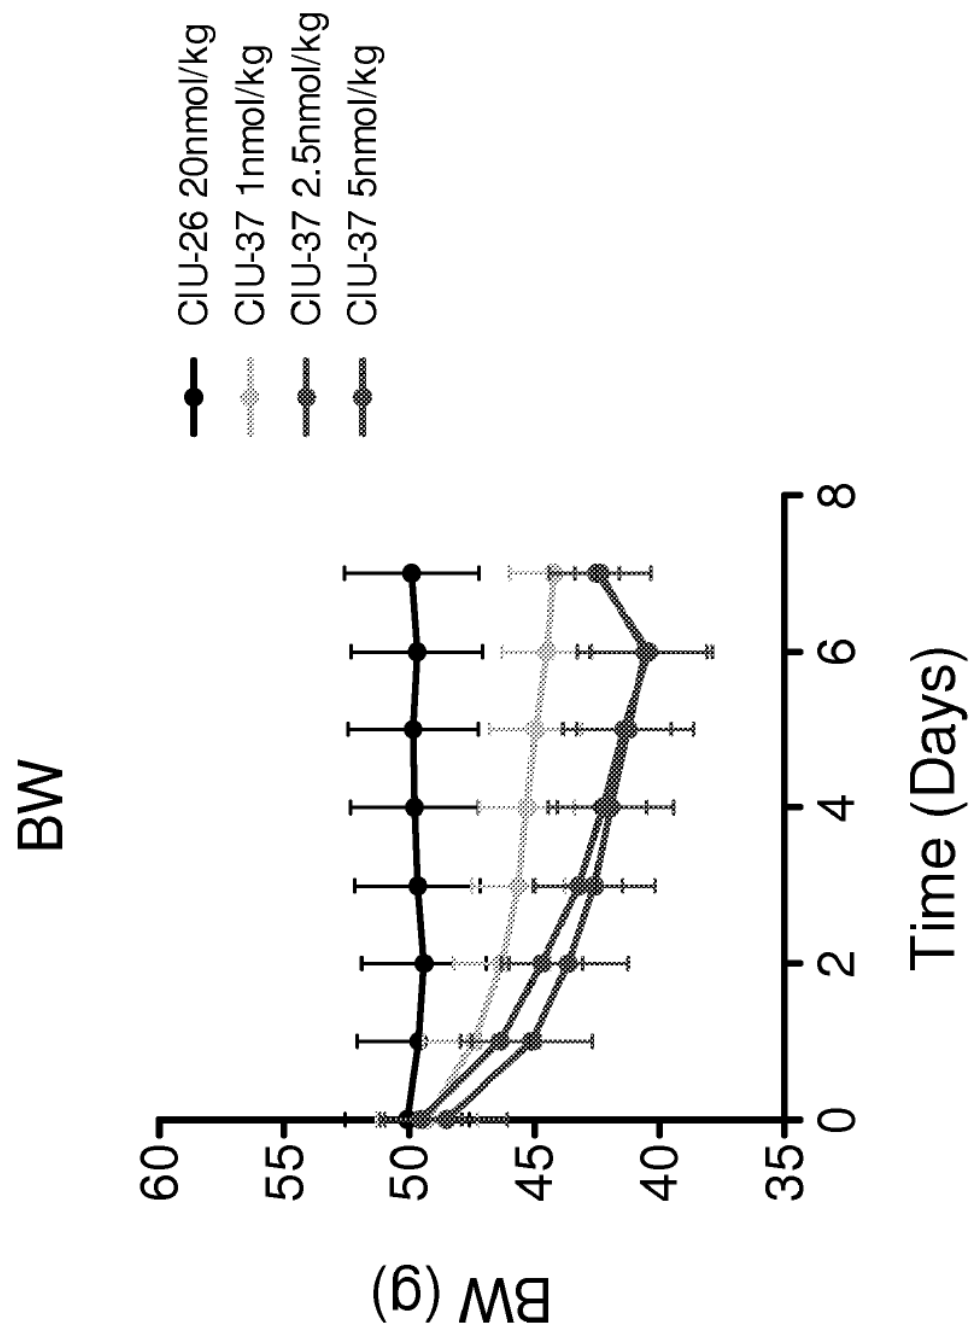 BW
CIU-26 20nmol/kg
CIU-37 1nmol/kg
CIU-37 2.5nmol/kg
CIU-37 5nmol/kg
BW (g)
60
55
50
45
40
35
0
2
4
6
8
Time (Days)